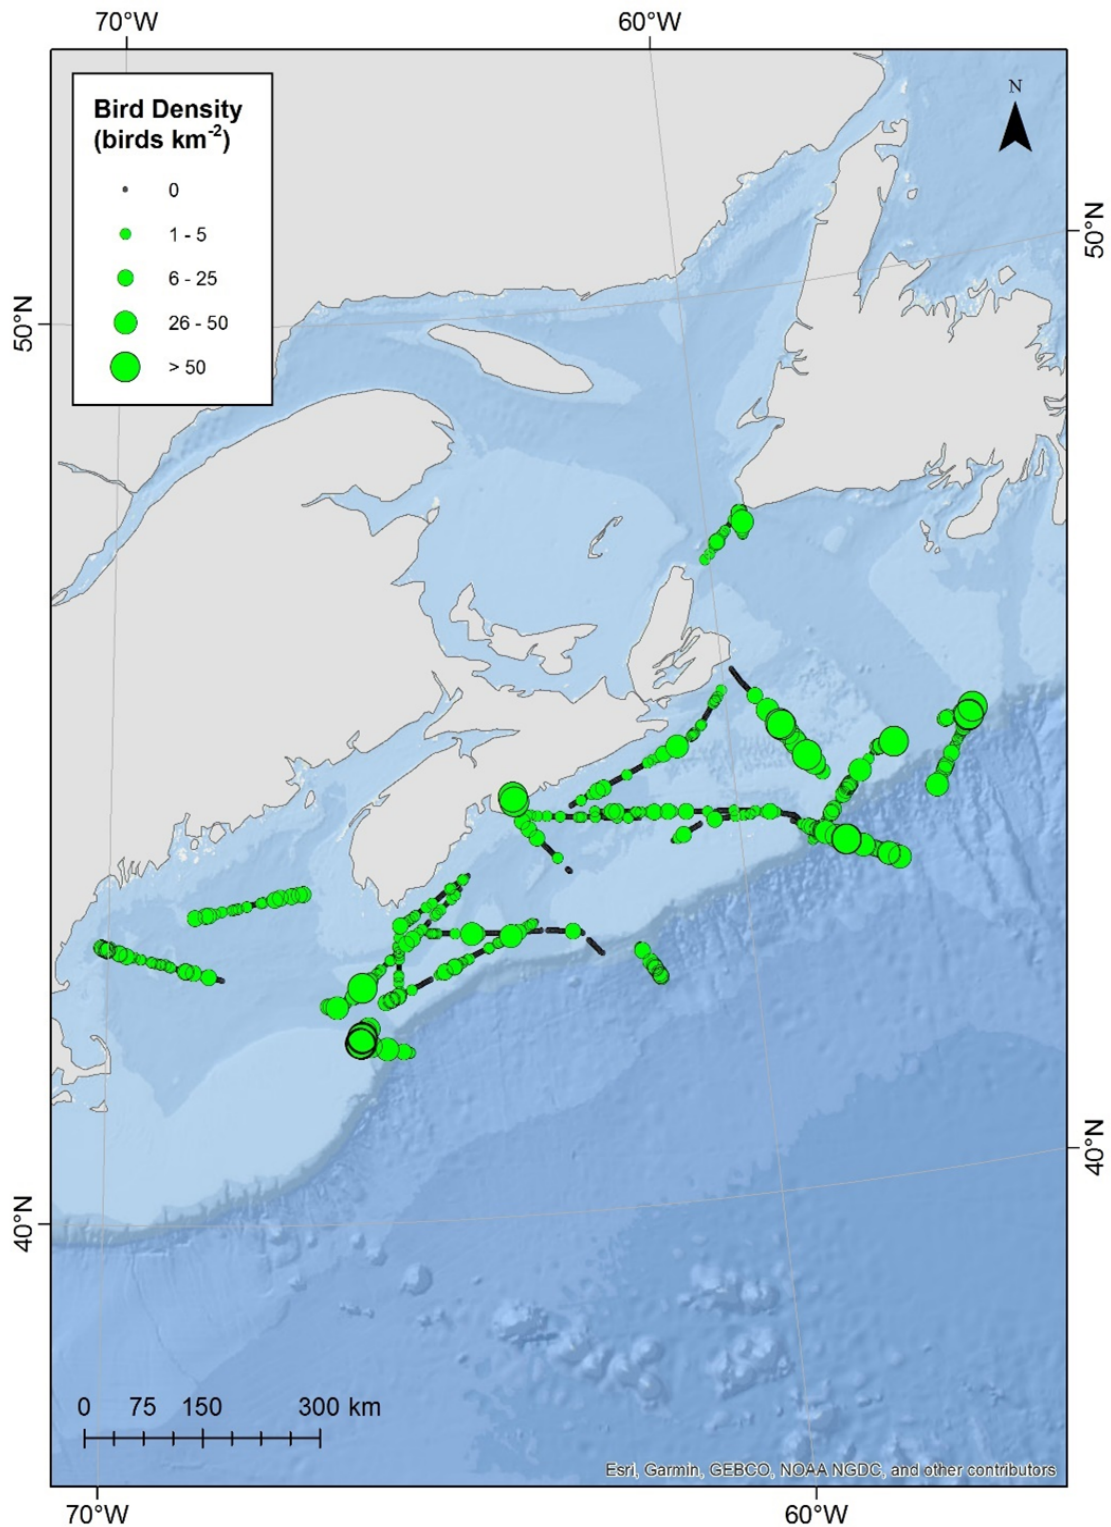 70°W 60°W
Bird Density
(birds km-2)
0
1 - 5
6 - 25
26 - 50
> 50
N
50°N
50°N
40°N
40°N
0 75 150 300 km
Esri, Garmin, GEBCO, NOAA NGDC, and other contributors
70°W 60°W